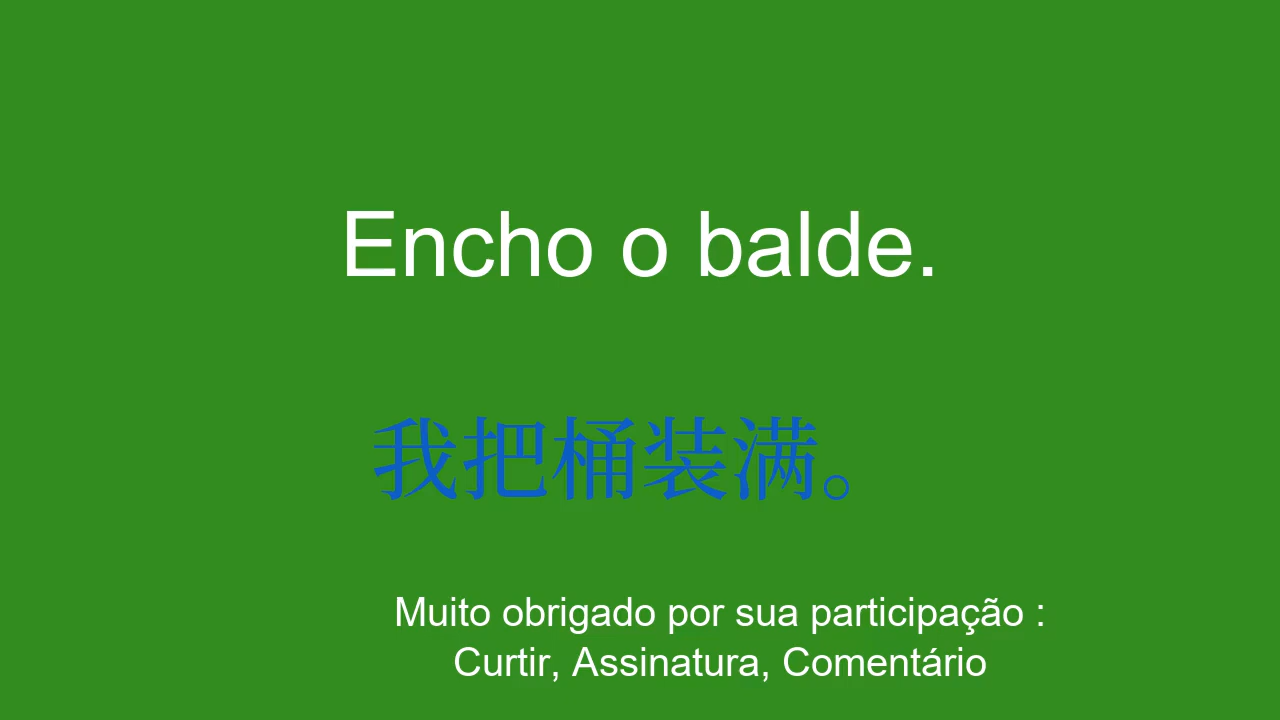 Encho o balde.
我把桶装满。
Muito obrigado por sua participação :
Curtir, Assinatura, Comentário